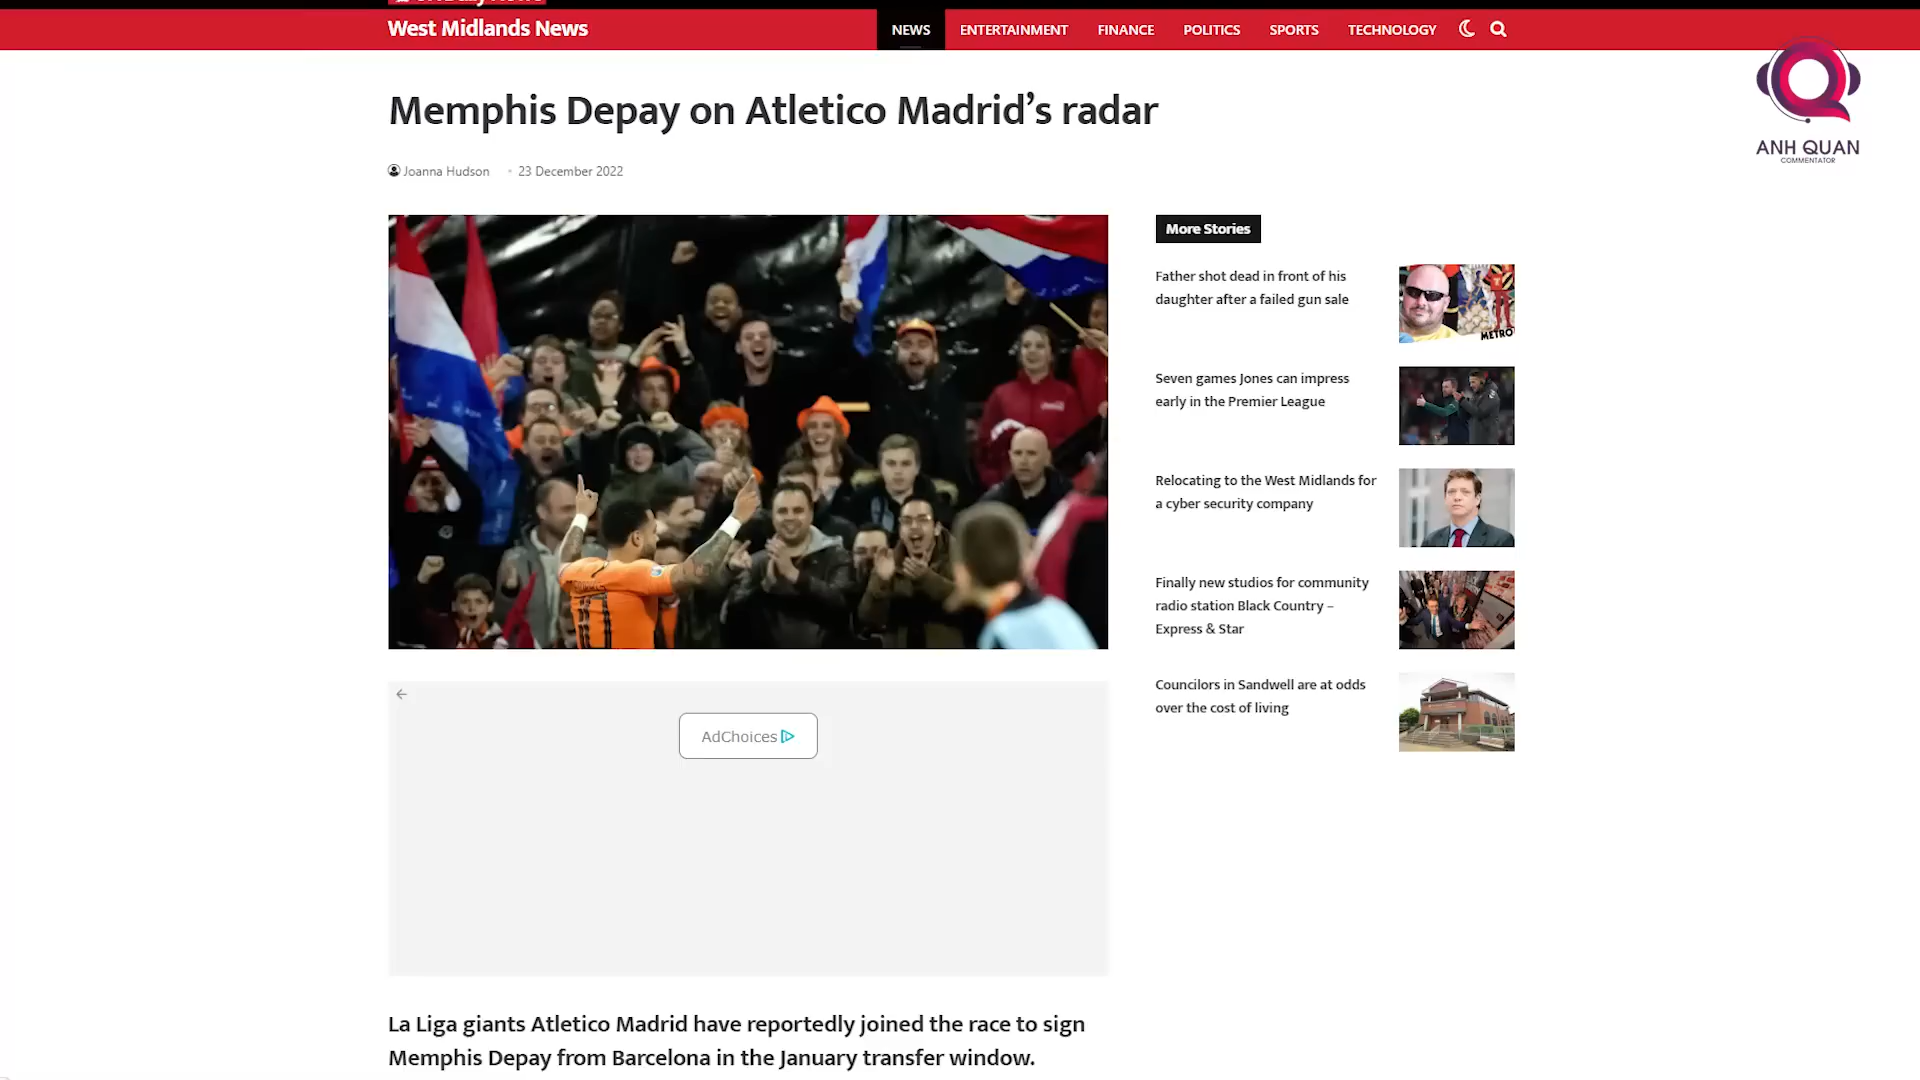 West Midlands News
NEWS
ENTERTAINMENT
FINANCE
POLITICS
SPORTS
TECHNOLOGY
ANH QUAN
COMMENTATOR
Memphis Depay on Atletico Madrid’s radar
Joanna Hudson
23 December 2022
More Stories
Father shot dead in front of his
daughter after a failed gun sale
METRO
Seven games Jones can impress
early in the Premier League
Relocating to the West Midlands for
a cyber security company
Finally new studios for community
radio station Black Country –
Express & Star
Councilors in Sandwell are at odds
over the cost of living
AdChoices
La Liga giants Atletico Madrid have reportedly joined the race to sign
Memphis Depay from Barcelona in the January transfer window.